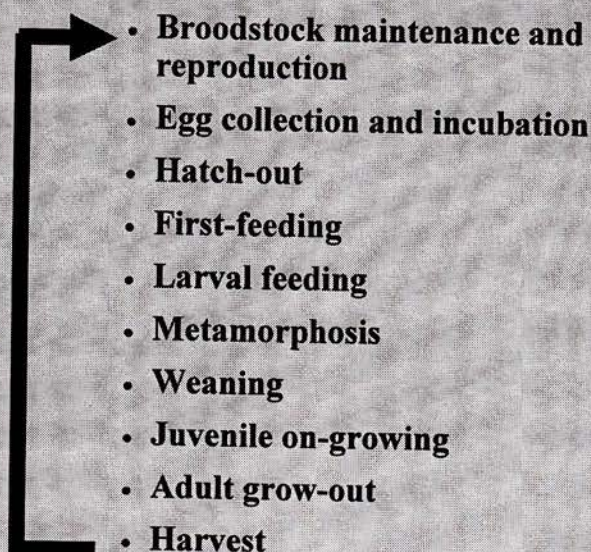 • Broodstock maintenance and
reproduction
• Egg collection and incubation
• Hatch-out
• First-feeding
• Larval feeding
• Metamorphosis
• Weaning
• Juvenile on-growing
• Adult grow-out
• Harvest